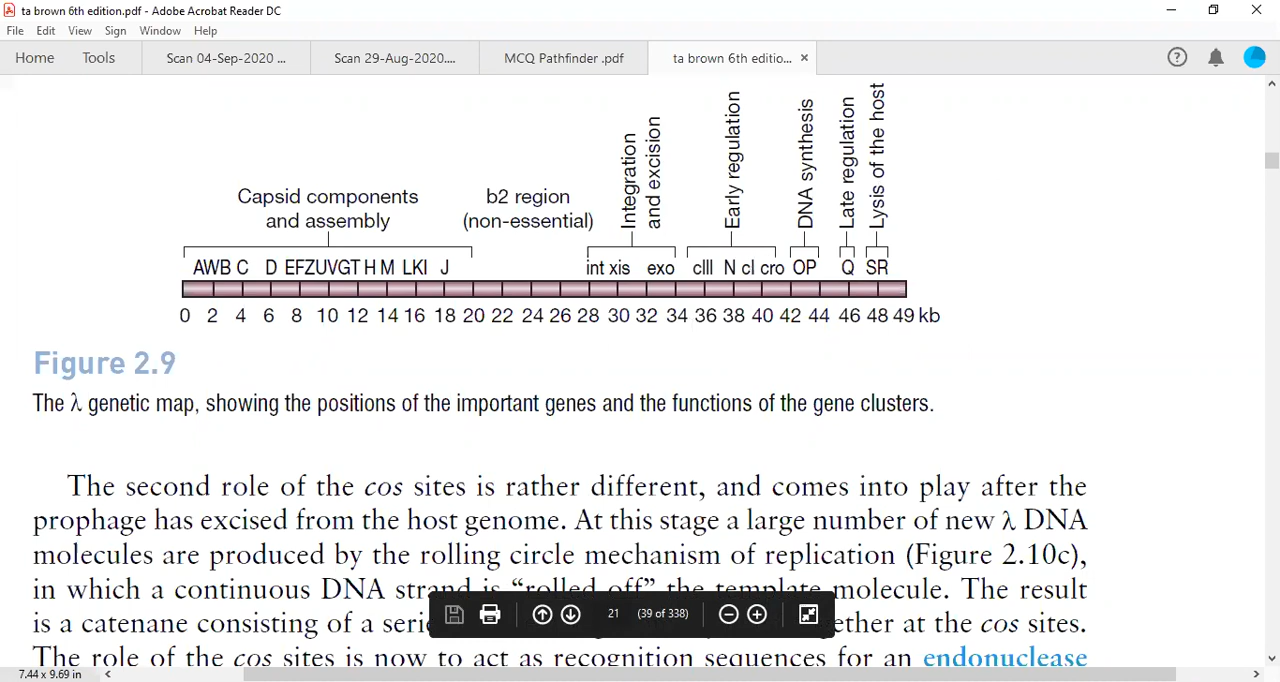 ta brown 6th edition.pdf - Adobe Acrobat Reader DC
File Edit View Sign Window Help
Home Tools Scan 04-Sep-2020 ... Scan 29-Aug-2020.... MCQ Pathfinder .pdf ta brown 6th editio... ×
Capsid components
and assembly
b2 region
(non-essential)
Integration
and excision
Early regulation
DNA synthesis
Late regulation
Lysis of the host
AWB C D EFZUVGT H M LKI J int xis exo cIII N cI cro OP Q SR
0 2 4 6 8 10 12 14 16 18 20 22 24 26 28 30 32 34 36 38 40 42 44 46 48 49 kb
Figure 2.9
The λ genetic map, showing the positions of the important genes and the functions of the gene clusters.
The second role of the cos sites is rather different, and comes into play after the
prophage has excised from the host genome. At this stage a large number of new λ DNA
molecules are produced by the rolling circle mechanism of replication (Figure 2.10c),
in which a continuous DNA strand is “rolled off” the template molecule. The result
is a catenane consisting of a seri ether at the cos sites.
The role of the cos sites is now to act as recognition sequences for an endonuclease
21 (39 of 338)
7.44 x 9.69 in